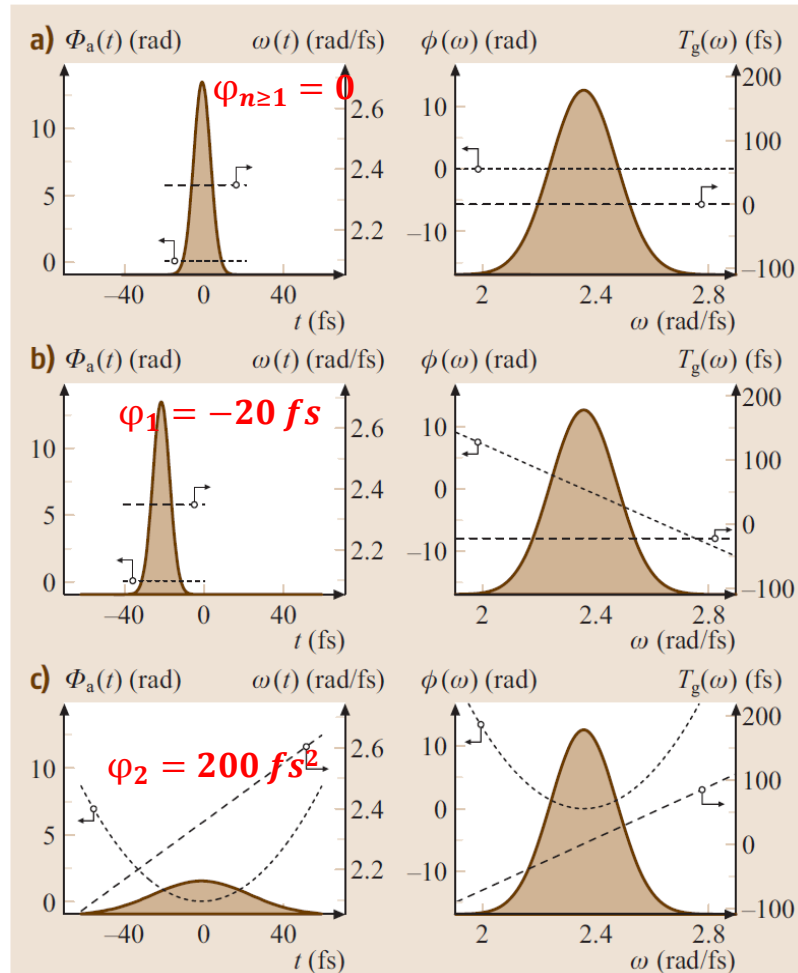 a) Φa(t) (rad) ω(t) (rad/fs) ϕ(ω) (rad) Tg(ω) (fs)
φn≥1 = 0
10
5
0
2.6
2.4
2.2
–40 0 40
t (fs)
10
0
–10
200
100
0
–100
2 2.4 2.8
ω (rad/fs)
b) Φa(t) (rad) ω(t) (rad/fs) ϕ(ω) (rad) Tg(ω) (fs)
φ1 = −20 fs
10
5
0
2.6
2.4
2.2
–40 0 40
t (fs)
10
0
–10
200
100
0
–100
2 2.4 2.8
ω (rad/fs)
c) Φa(t) (rad) ω(t) (rad/fs) ϕ(ω) (rad) Tg(ω) (fs)
φ2 = 200 fs²
10
5
0
2.6
2.4
2.2
–40 0 40
t (fs)
10
0
–10
200
100
0
–100
2 2.4 2.8
ω (rad/fs)